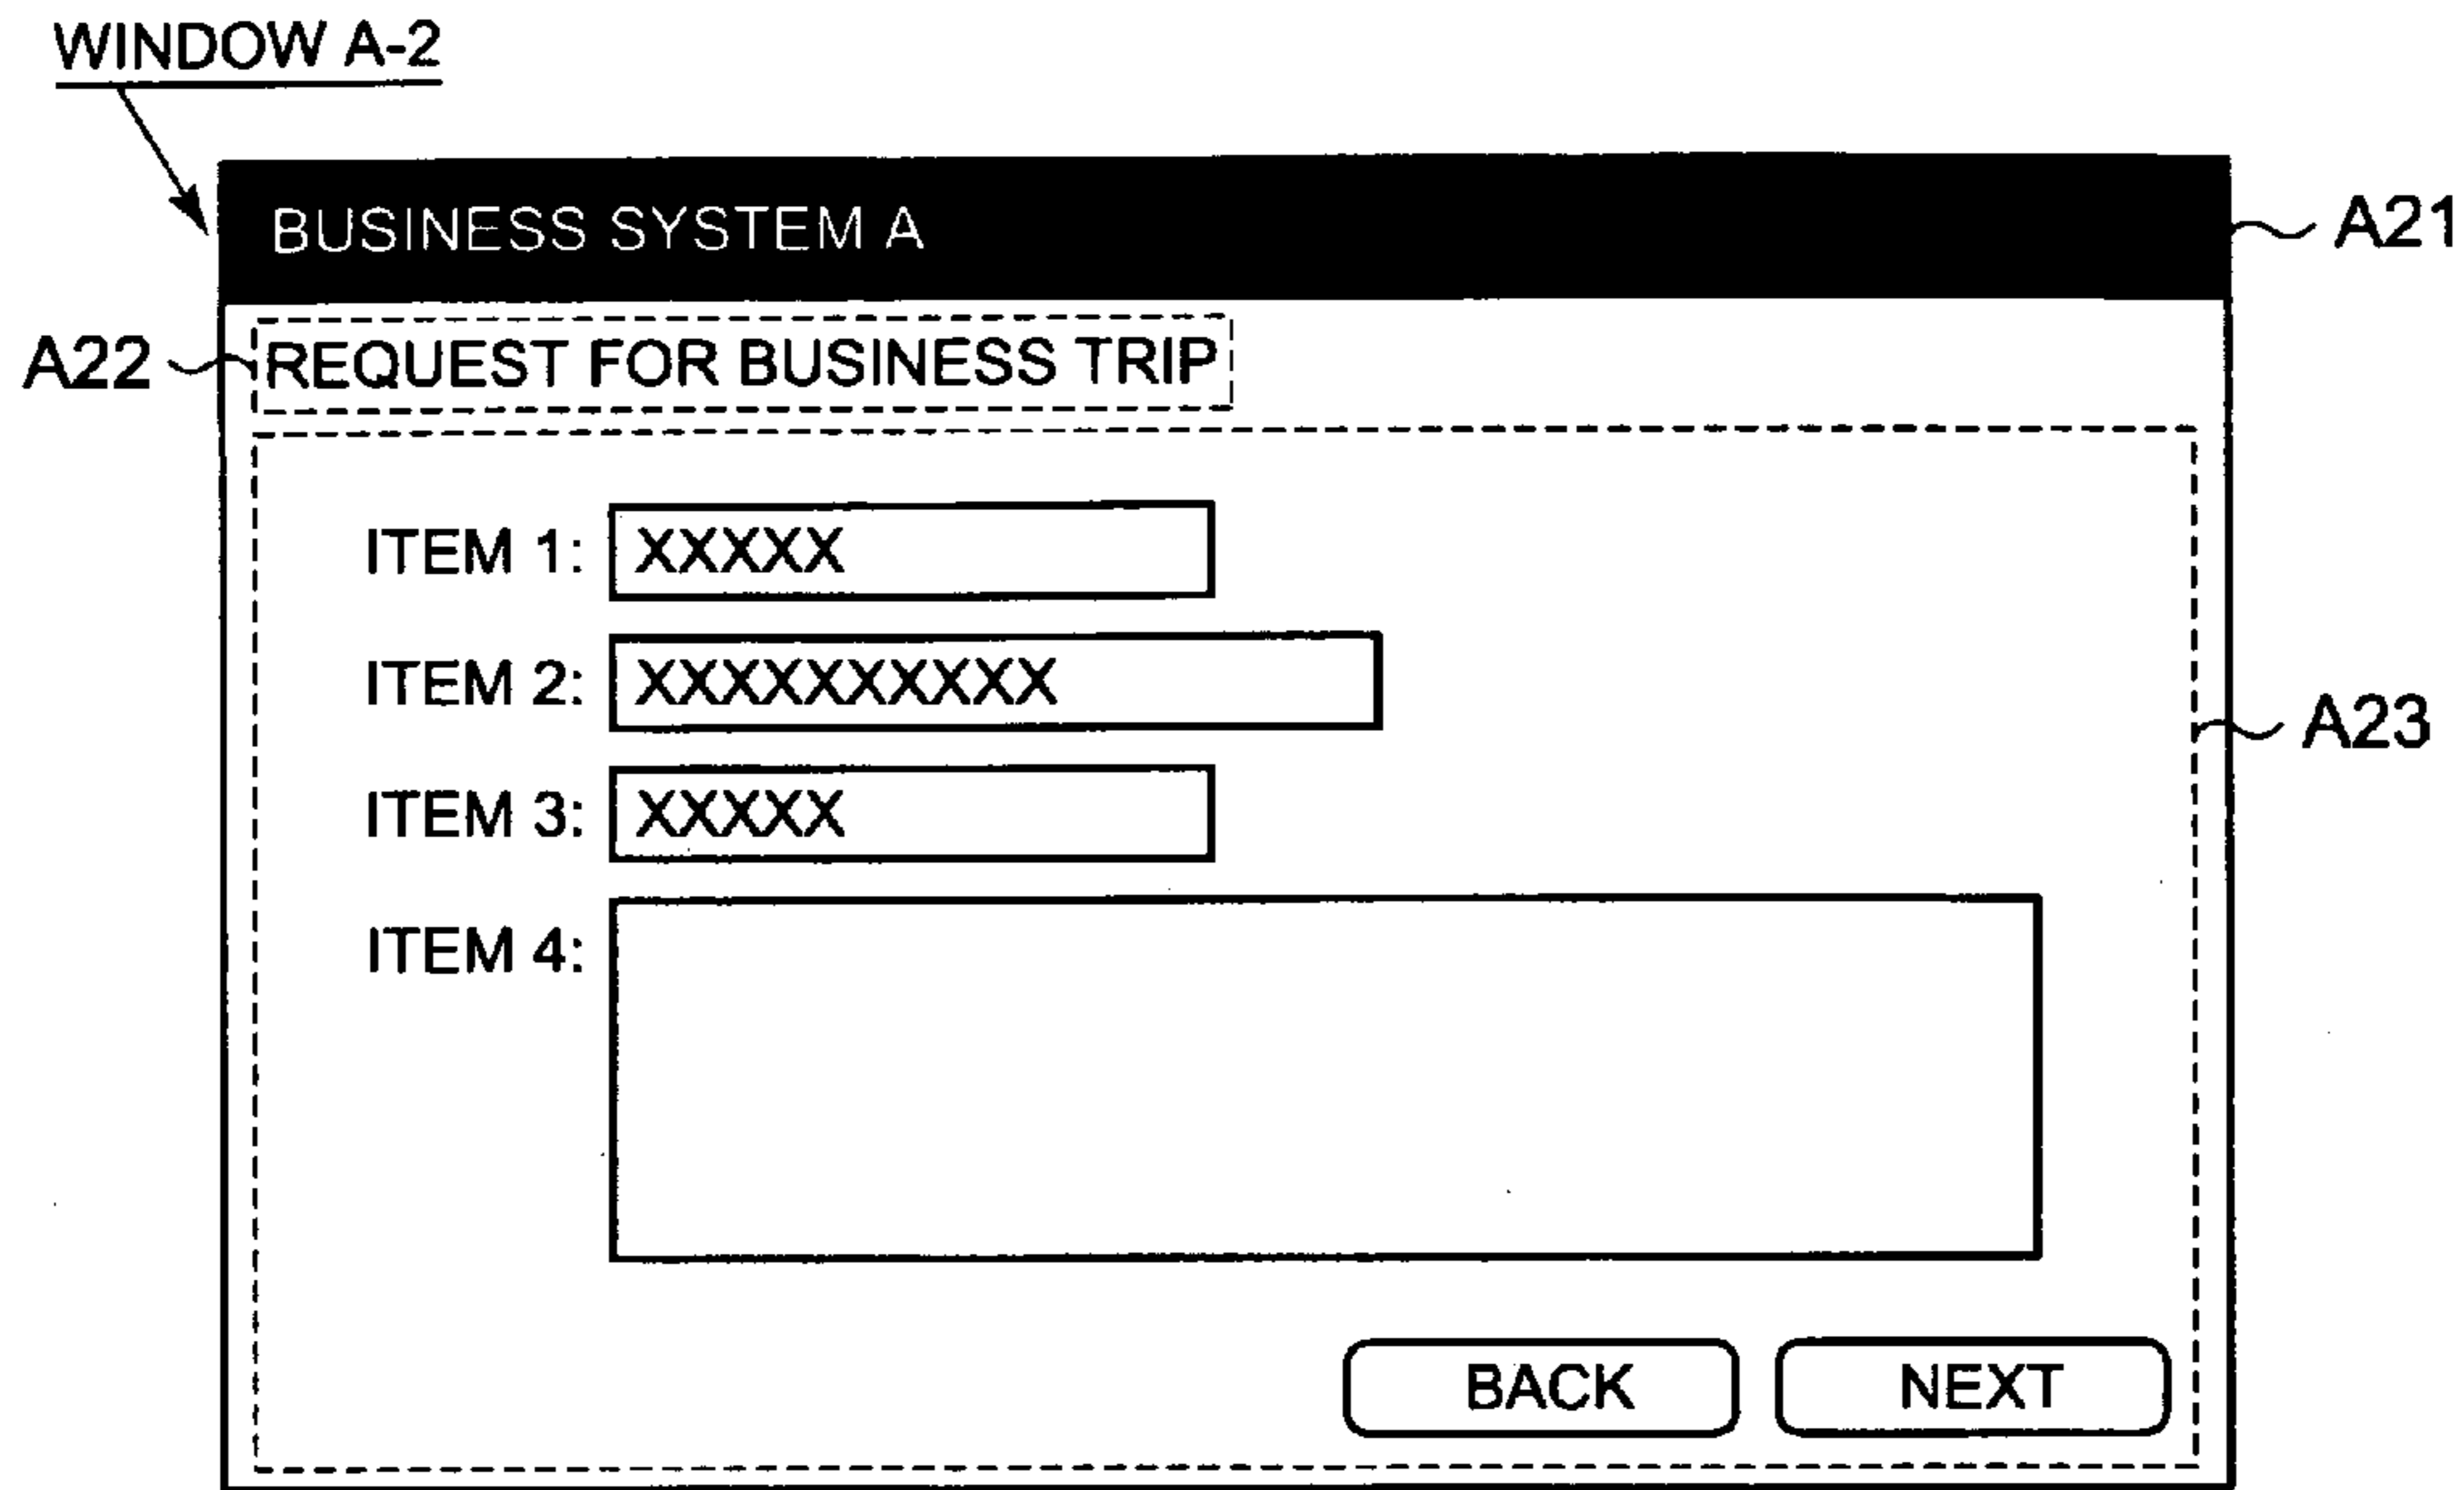 WINDOW A-2
BUSINESS SYSTEM A
A21
A22
REQUEST FOR BUSINESS TRIP
ITEM 1: XXXXX
ITEM 2: XXXXXXXXXX
A23
ITEM 3: XXXXX
ITEM 4:
BACK NEXT